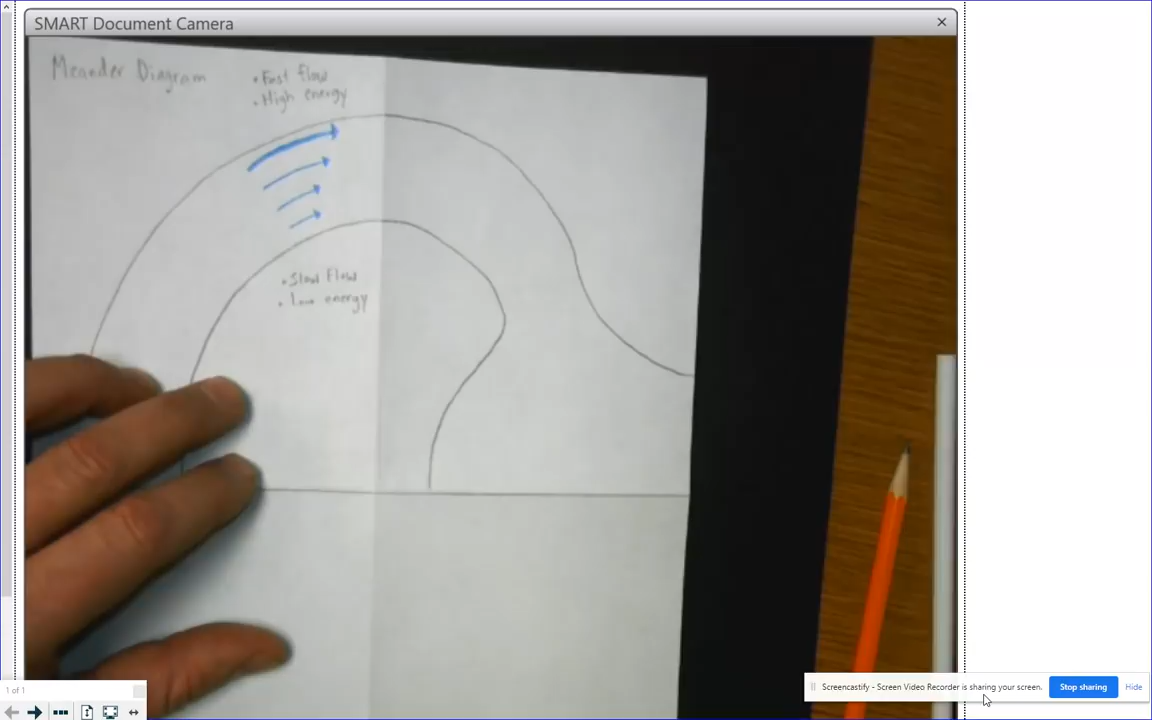 SMART Document Camera
Meander Diagram
• Fast flow
• High energy
• Slow Flow
• Low energy
1 of 1
Screencastify - Screen Video Recorder is sharing your screen.
Stop sharing
Hide